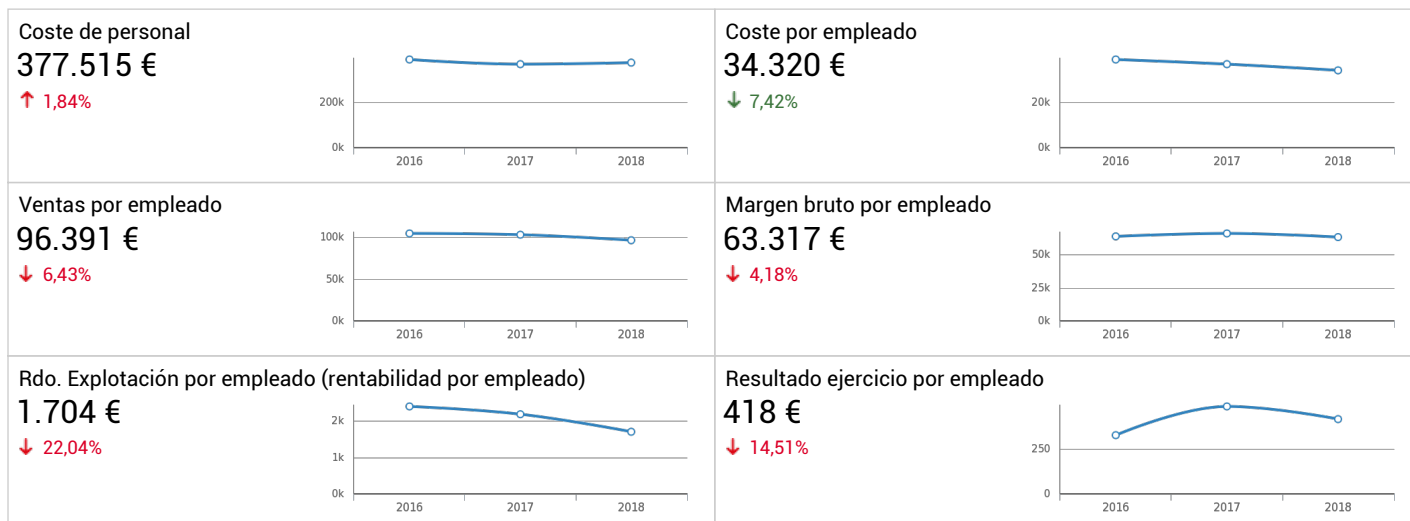 Coste de personal
377.515 €
↑ 1,84%
200k
0k
2016 2017 2018
Coste por empleado
34.320 €
↓ 7,42%
20k
0k
2016 2017 2018
Ventas por empleado
96.391 €
↓ 6,43%
100k
50k
0k
2016 2017 2018
Margen bruto por empleado
63.317 €
↓ 4,18%
50k
25k
0k
2016 2017 2018
Rdo. Explotación por empleado (rentabilidad por empleado)
1.704 €
↓ 22,04%
2k
1k
0k
2016 2017 2018
Resultado ejercicio por empleado
418 €
↓ 14,51%
250
0
2016 2017 2018